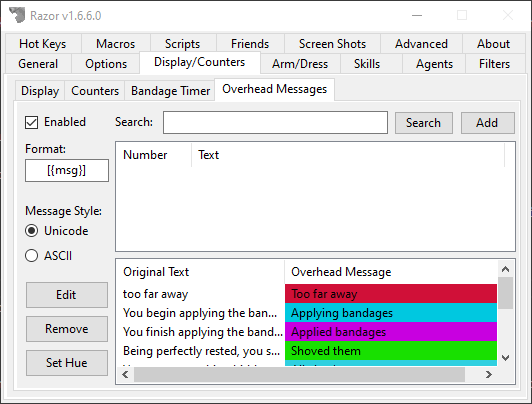 Razor v1.6.6.0
Hot Keys Macros Scripts Friends Screen Shots Advanced About
General Options Display/Counters Arm/Dress Skills Agents Filters
Display Counters Bandage Timer Overhead Messages
Enabled Search: Search Add
Format:
[{msg}]
Number Text
Message Style:
Unicode
ASCII
Original Text Overhead Message
too far away Too far away
You begin applying the ban... Applying bandages
You finish applying the band... Applied bandages
Being perfectly rested, you s... Shoved them
Edit
Remove
Set Hue